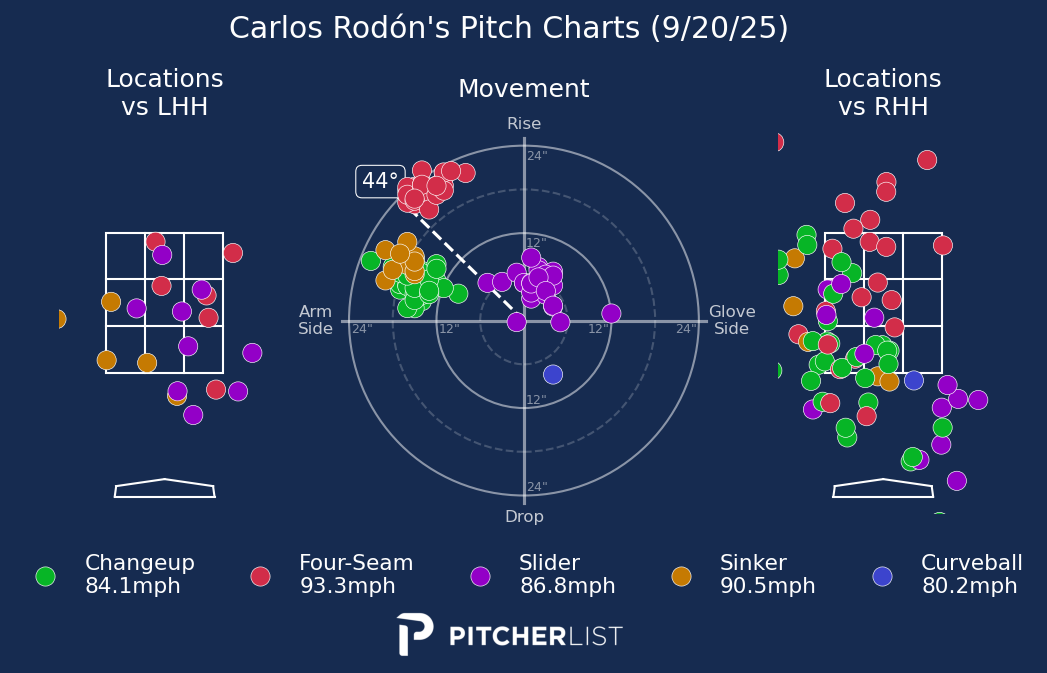 Carlos Rodón's Pitch Charts (9/20/25)
Locations
vs LHH
Movement
Locations
vs RHH
Rise
24"
44°
12"
Arm
Side
24"
12"
12"
24"
Glove
Side
12"
24"
Drop
Changeup
84.1mph
Four-Seam
93.3mph
Slider
86.8mph
Sinker
90.5mph
Curveball
80.2mph
PITCHERLIST